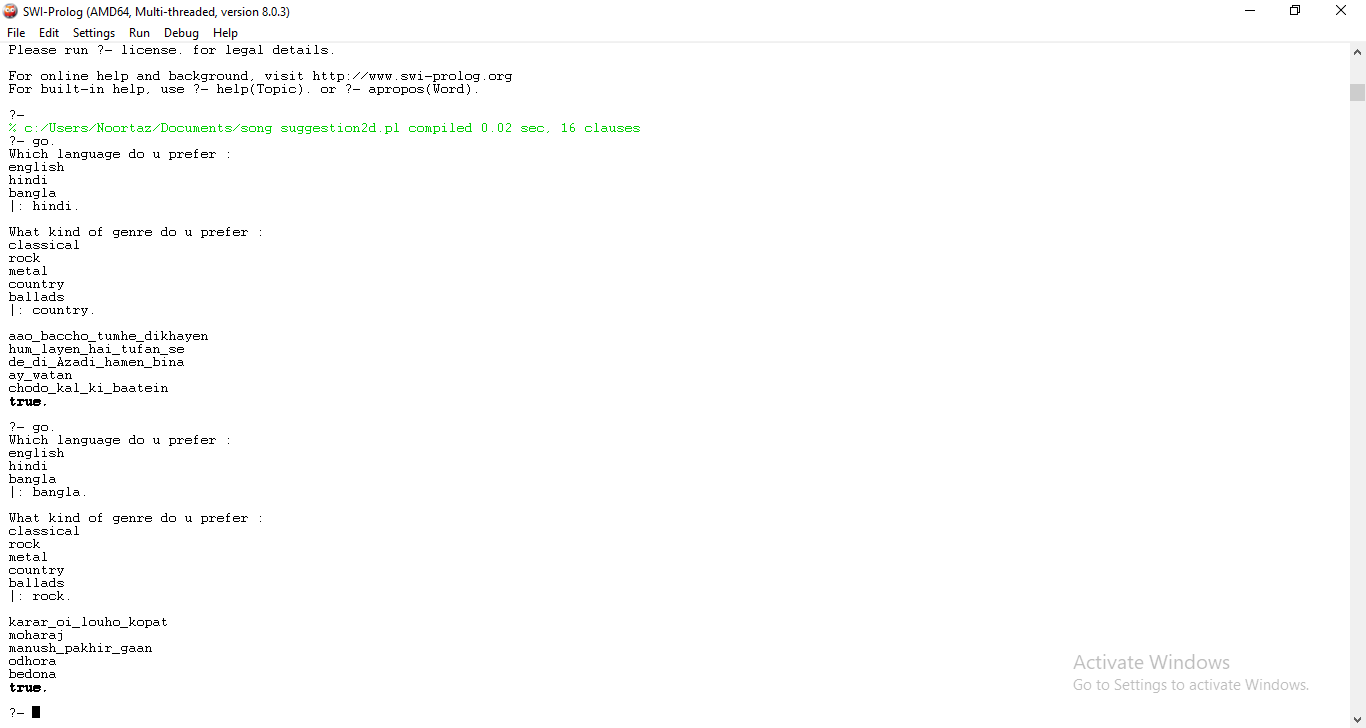 SWI-Prolog (AMD64, Multi-threaded, version 8.0.3)
File Edit Settings Run Debug Help
Please run ?- license. for legal details.
For online help and background, visit http://www.swi-prolog.org
For built-in help, use ?- help(Topic). or ?- apropos(Word).
?-
% c:/Users/Noortaz/Documents/song suggestion2d.pl compiled 0.02 sec, 16 clauses
?- go.
Which language do u prefer :
english
hindi
bangla
|: hindi.
What kind of genre do u prefer :
classical
rock
metal
country
ballads
|: country.
aao_baccho_tumhe_dikhayen
hum_layen_hai_tufan_se
de_di_Azadi_hamen_bina
ay_watan
chodo_kal_ki_baatein
true.
?- go.
Which language do u prefer :
english
hindi
bangla
|: bangla.
What kind of genre do u prefer :
classical
rock
metal
country
ballads
|: rock.
karar_oi_louho_kopat
moharaj
manush_pakhir_gaan
odhora
bedona
true.
?-
Activate Windows
Go to Settings to activate Windows.